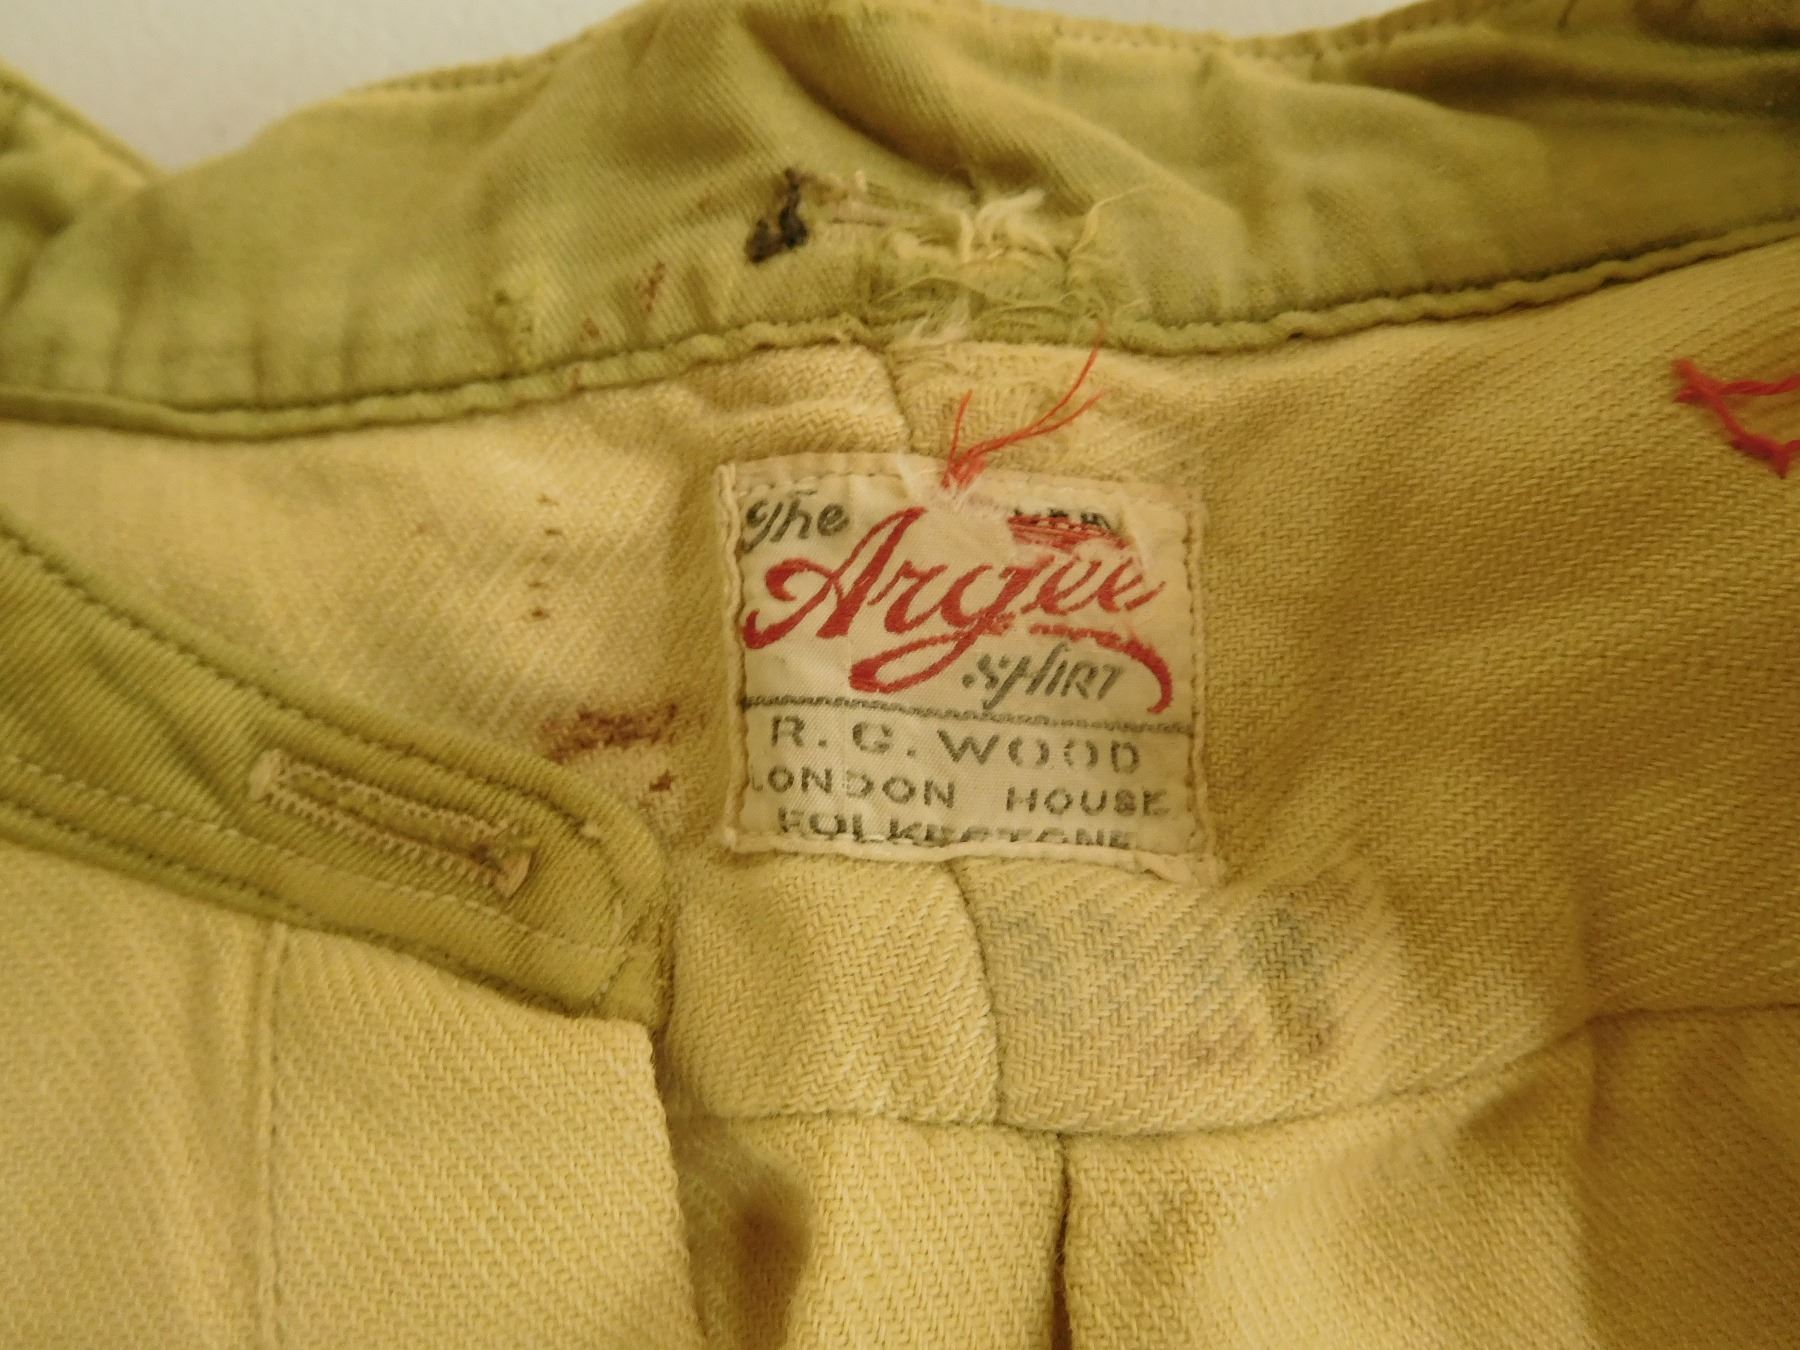 The
Argee
SHIRT
R. G. WOOD
LONDON HOUSE
FOLKESTONE